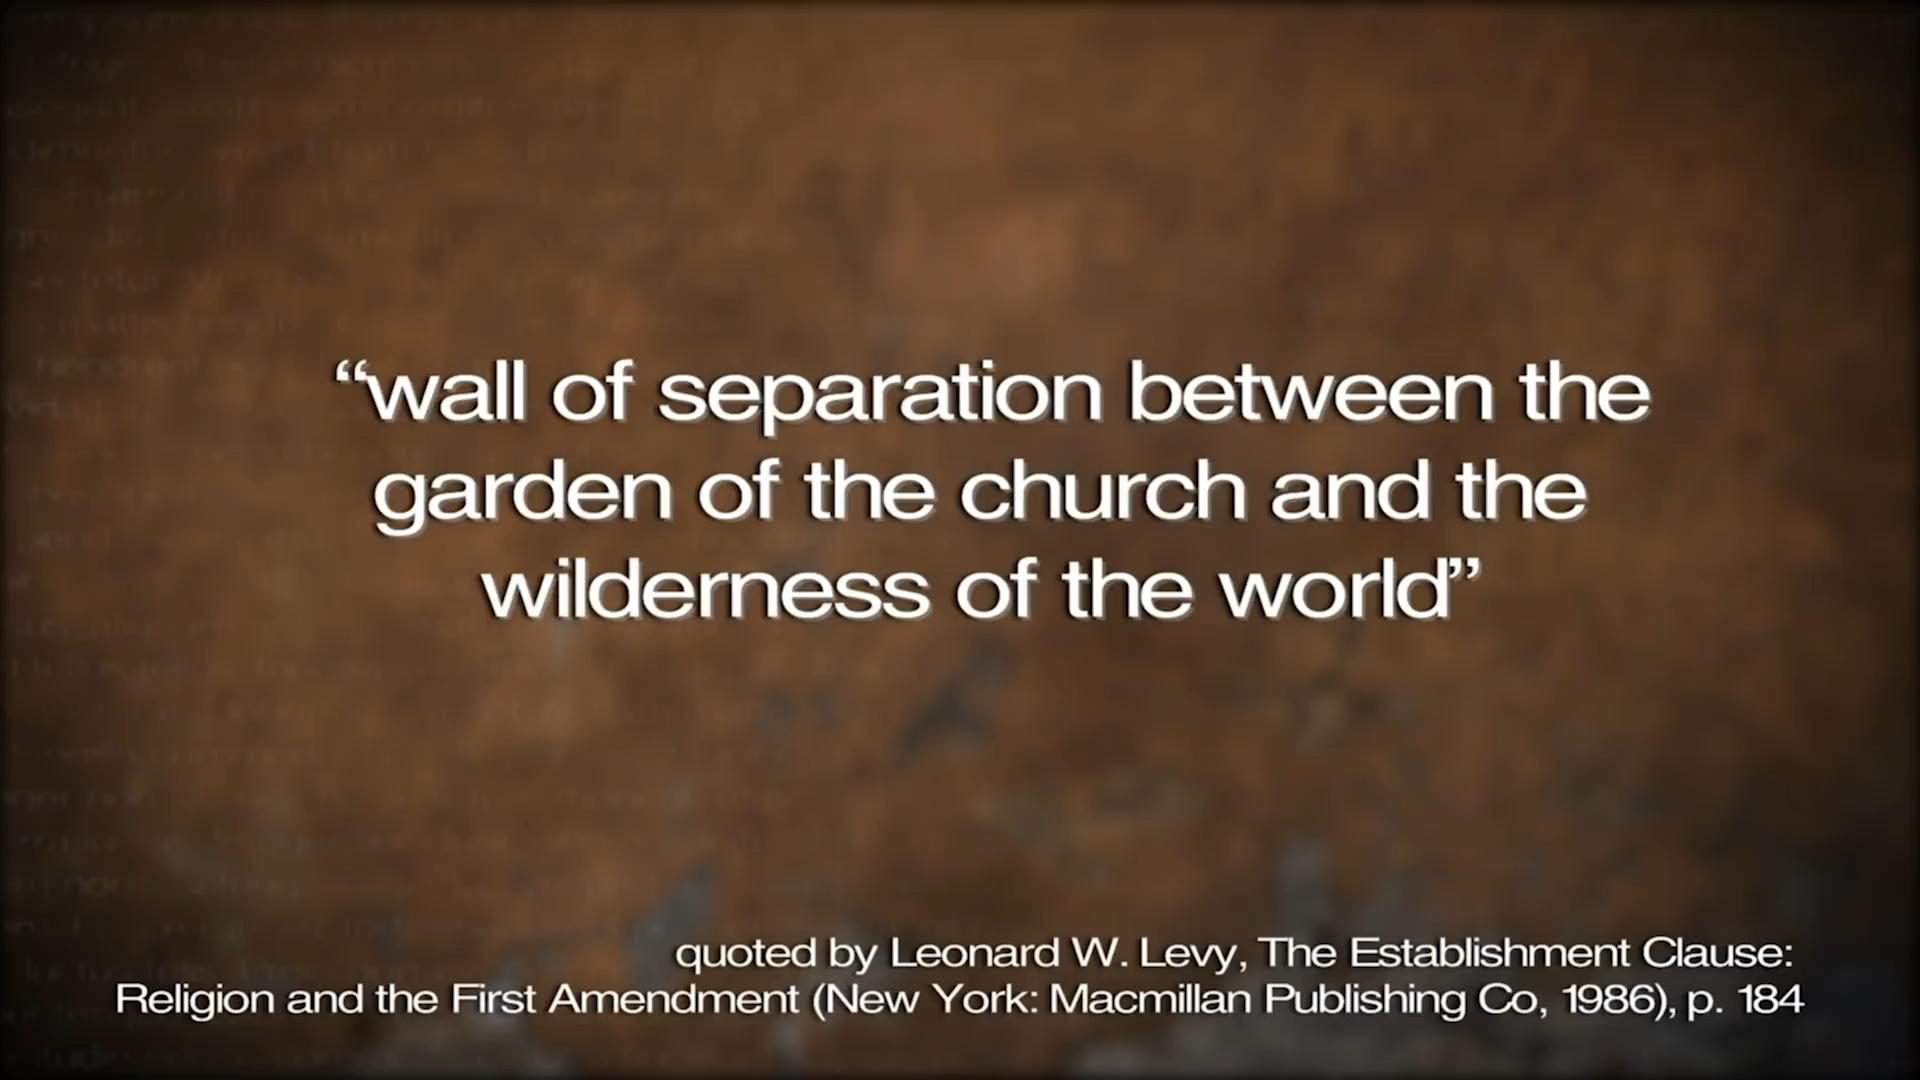 “wall of separation between the
garden of the church and the
wilderness of the world”
quoted by Leonard W. Levy, The Establishment Clause:
Religion and the First Amendment (New York: Macmillan Publishing Co, 1986), p. 184